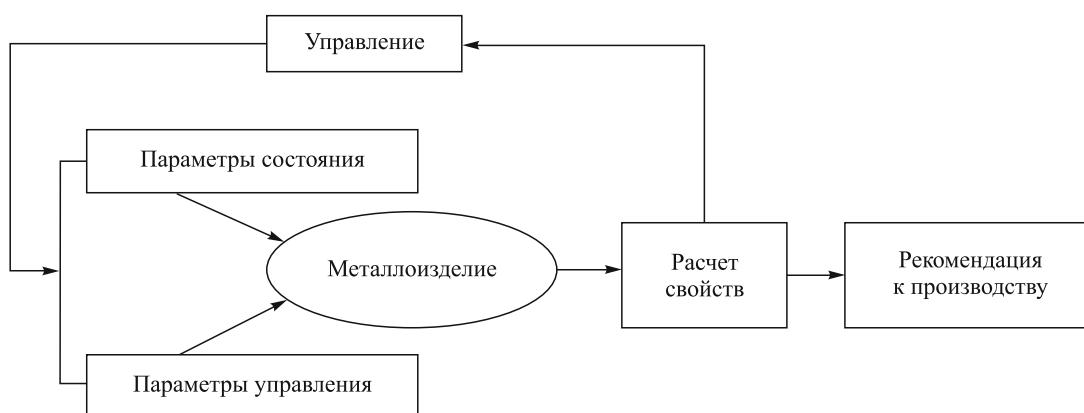 Управление
Параметры состояния
Металлоизделие
Расчет
свойств
Рекомендация
к производству
Параметры управления